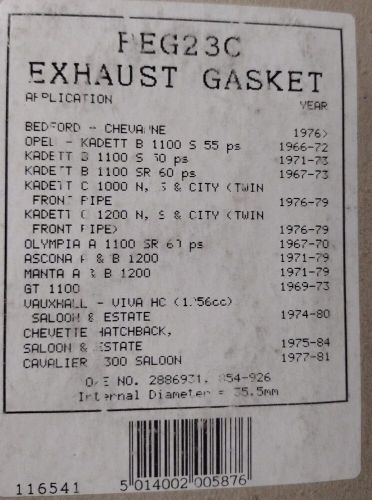 PEG23C
EXHAUST GASKET
APPLICATION YEAR
BEDFORD - CHEVANNE 1976>
OPEL - KADETT B 1100 S 55 ps 1966-72
KADETT B 1100 S 50 ps 1971-73
KADETT B 1100 SR 60 ps 1967-73
KADETT C 1000 N, S & CITY (TWIN
FRONT PIPE 1976-79
KADETT C 1200 N, S & CITY (TWIN
FRONT PIPE) 1976-79
OLYMPIA A 1100 SR 60 ps 1967-70
ASCONA A & B 1200 1971-79
MANTA A & B 1200 1971-79
GT 1100 1969-73
VAUXHALL - VIVA HC (1256cc)
SALOON & ESTATE 1974-80
CHEVETTE HATCHBACK,
SALOON & ESTATE 1975-84
CAVALIER 1300 SALOON 1977-81
O/E NO. 2886931, 854-926
Internal Diameter = 35.5mm
116541 5 014002 005876